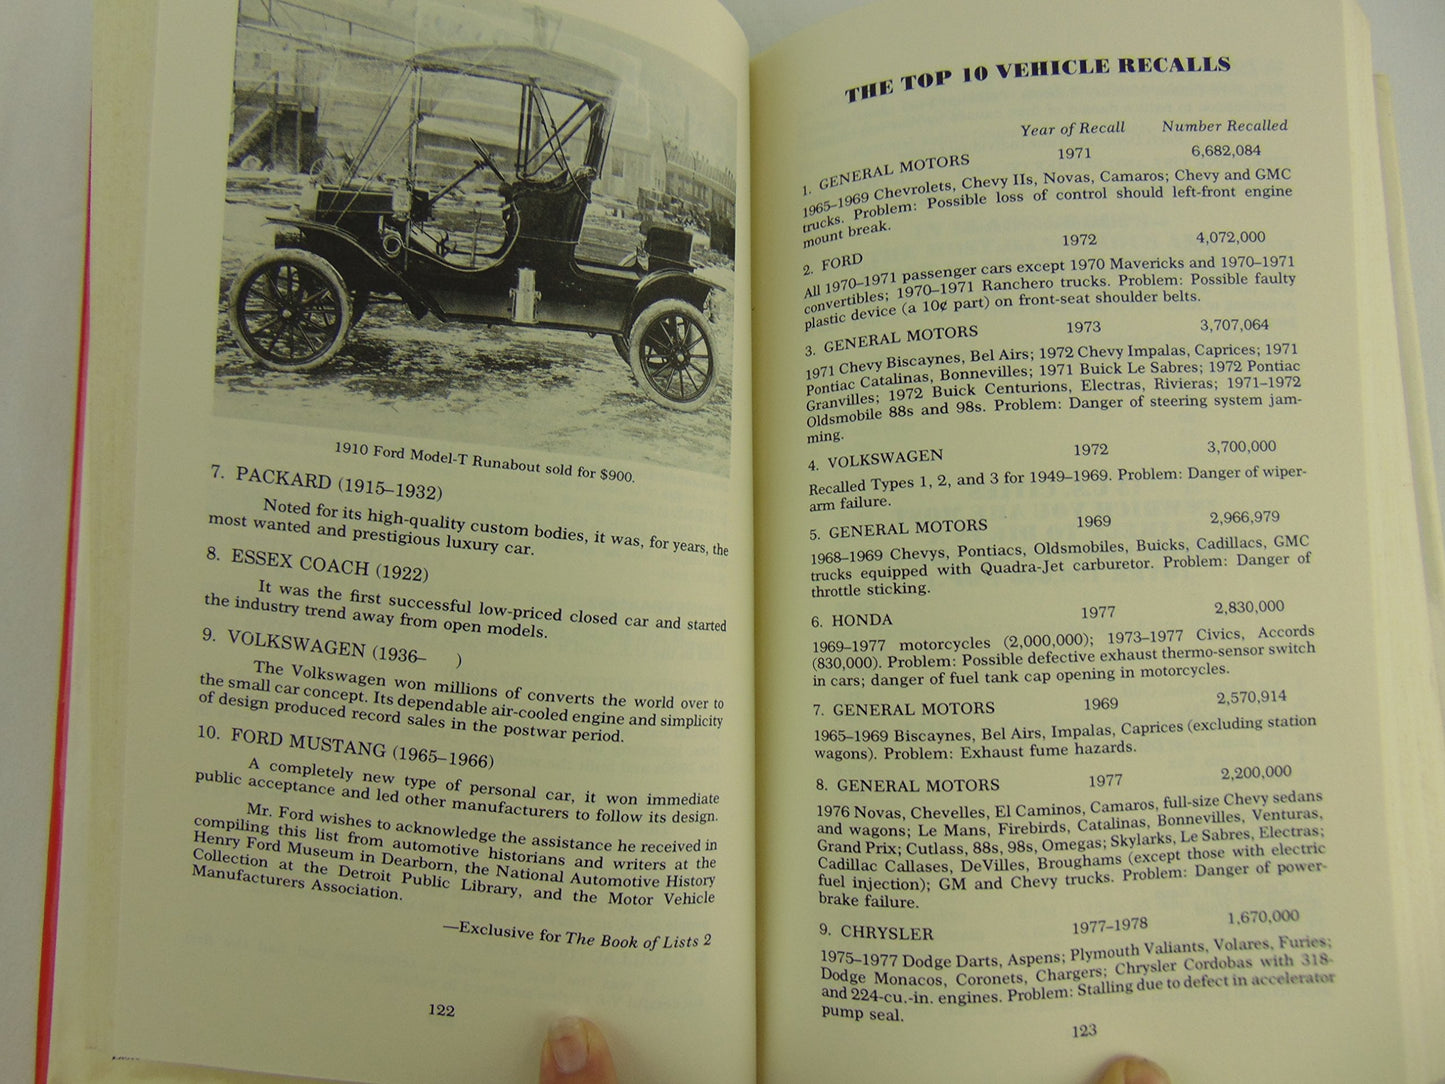 1910 Ford Model-T Runabout sold for $900.
7. PACKARD (1915–1932)
Noted for its high-quality custom bodies, it was, for years, the
most wanted and prestigious luxury car.
8. ESSEX COACH (1922)
It was the first successful low-priced closed car and started
the industry trend away from open models.
9. VOLKSWAGEN (1936– )
The Volkswagen won millions of converts the world over to
the small car concept. Its dependable air-cooled engine and simplicity
of design produced record sales in the postwar period.
10. FORD MUSTANG (1965–1966)
A completely new type of personal car, it won immediate
public acceptance and led other manufacturers to follow its design.
Mr. Ford wishes to acknowledge the assistance he received in
compiling this list from automotive historians and writers at the
Henry Ford Museum in Dearborn, the National Automotive History
Collection at the Detroit Public Library, and the Motor Vehicle
Manufacturers Association.
—Exclusive for The Book of Lists 2
122
THE TOP 10 VEHICLE RECALLS
Year of Recall Number Recalled
1. GENERAL MOTORS 1971 6,682,084
1965–1969 Chevrolets, Chevy IIs, Novas, Camaros; Chevy and GMC
trucks. Problem: Possible loss of control should left-front engine
mount break.
2. FORD 1972 4,072,000
All 1970–1971 passenger cars except 1970 Mavericks and 1970–1971
convertibles; 1970–1971 Ranchero trucks. Problem: Possible faulty
plastic device (a 10¢ part) on front-seat shoulder belts.
3. GENERAL MOTORS 1973 3,707,064
1971 Chevy Biscaynes, Bel Airs; 1972 Chevy Impalas, Caprices; 1971
Pontiac Catalinas, Bonnevilles; 1971 Buick Le Sabres; 1972 Pontiac
Granvilles; 1972 Buick Centurions, Electras, Rivieras; 1971–1972
Oldsmobile 88s and 98s. Problem: Danger of steering system jam-
ming.
4. VOLKSWAGEN 1972 3,700,000
Recalled Types 1, 2, and 3 for 1949–1969. Problem: Danger of wiper-
arm failure.
5. GENERAL MOTORS 1969 2,966,979
1968–1969 Chevys, Pontiacs, Oldsmobiles, Buicks, Cadillacs, GMC
trucks equipped with Quadra-Jet carburetor. Problem: Danger of
throttle sticking.
6. HONDA 1977 2,830,000
1969–1977 motorcycles (2,000,000); 1973–1977 Civics, Accords
(830,000). Problem: Possible defective exhaust thermo-sensor switch
in cars; danger of fuel tank cap opening in motorcycles.
7. GENERAL MOTORS 1969 2,570,914
1965–1969 Biscaynes, Bel Airs, Impalas, Caprices (excluding station
wagons). Problem: Exhaust fume hazards.
8. GENERAL MOTORS 1977 2,200,000
1976 Novas, Chevelles, El Caminos, Camaros, full-size Chevy sedans
and wagons; Le Mans, Firebirds, Catalinas, Bonnevilles, Venturas,
Grand Prix; Cutlass, 88s, 98s, Omegas; Skylarks, Le Sabres, Electras;
Cadillac Callases, DeVilles, Broughams (except those with electric
fuel injection); GM and Chevy trucks. Problem: Danger of power-
brake failure.
9. CHRYSLER 1977–1978 1,670,000
1975–1977 Dodge Darts, Aspens; Plymouth Valiants, Volares, Furies;
Dodge Monacos, Coronets, Chargers; Chrysler Cordobas with 318-
and 224-cu.-in. engines. Problem: Stalling due to defect in accelerator
pump seal.
123